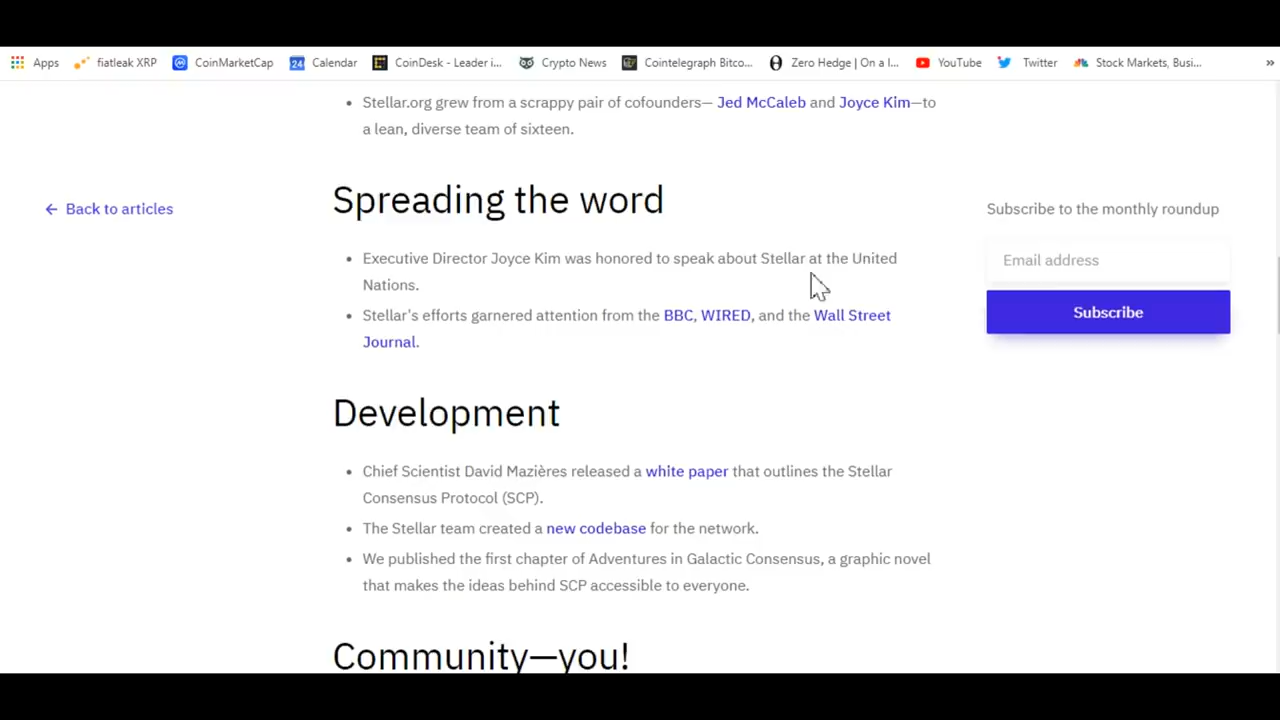 Apps fiatleak XRP CoinMarketCap 24 Calendar CoinDesk - Leader i... Crypto News Cointelegraph Bitco... Zero Hedge | On a l... YouTube Twitter Stock Markets, Busi... »
• Stellar.org grew from a scrappy pair of cofounders— Jed McCaleb and Joyce Kim—to
a lean, diverse team of sixteen.
Spreading the word
← Back to articles
Subscribe to the monthly roundup
• Executive Director Joyce Kim was honored to speak about Stellar at the United
Nations.
Email address
• Stellar's efforts garnered attention from the BBC, WIRED, and the Wall Street
Journal.
Subscribe
Development
• Chief Scientist David Mazières released a white paper that outlines the Stellar
Consensus Protocol (SCP).
• The Stellar team created a new codebase for the network.
• We published the first chapter of Adventures in Galactic Consensus, a graphic novel
that makes the ideas behind SCP accessible to everyone.
Community—you!